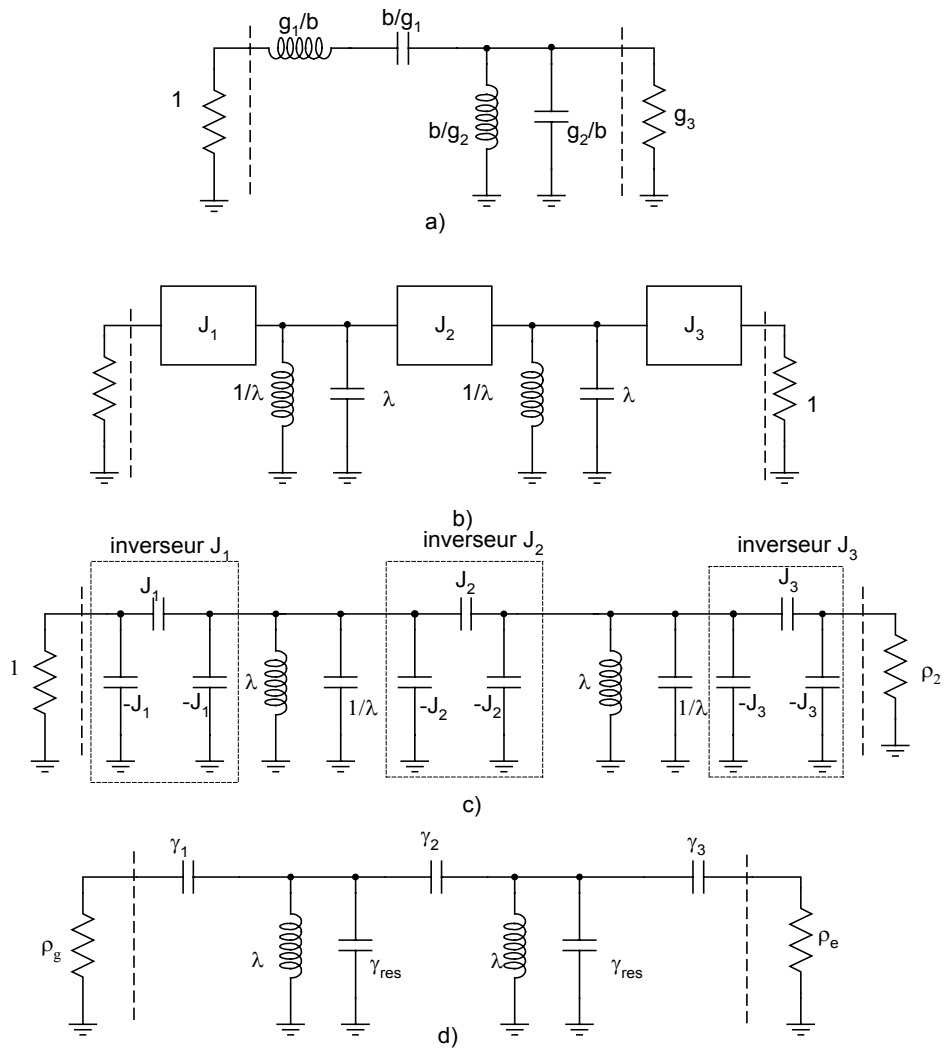 g₁/b
b/g₁
1
b/g₂
g₂/b
g₃
a)
J₁
J₂
J₃
1/λ
λ
1/λ
λ
1
b)
inverseur J₁
inverseur J₂
inverseur J₃
J₁
J₂
J₃
1
-J₁
-J₁
λ
1/λ
-J₂
-J₂
λ
1/λ
-J₃
-J₃
ρ₂
c)
γ₁
γ₂
γ₃
ρg
λ
γres
λ
γres
ρe
d)